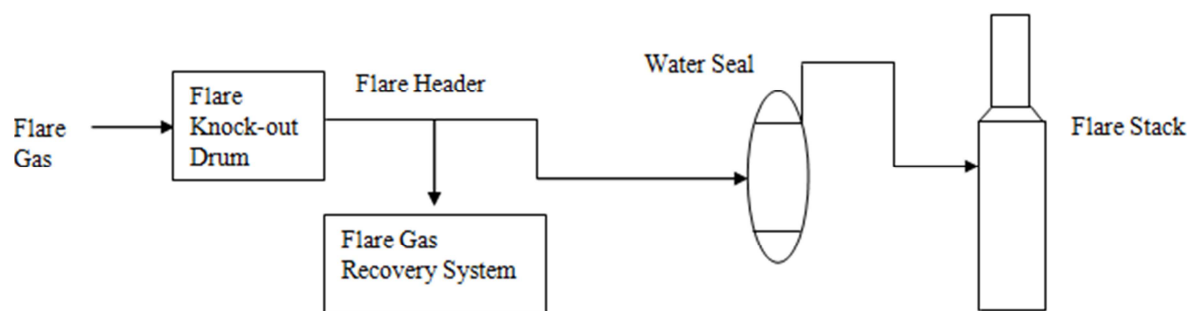 Flare
Gas
Flare
Knock-out
Drum
Flare Header
Flare Gas
Recovery System
Water Seal
Flare Stack